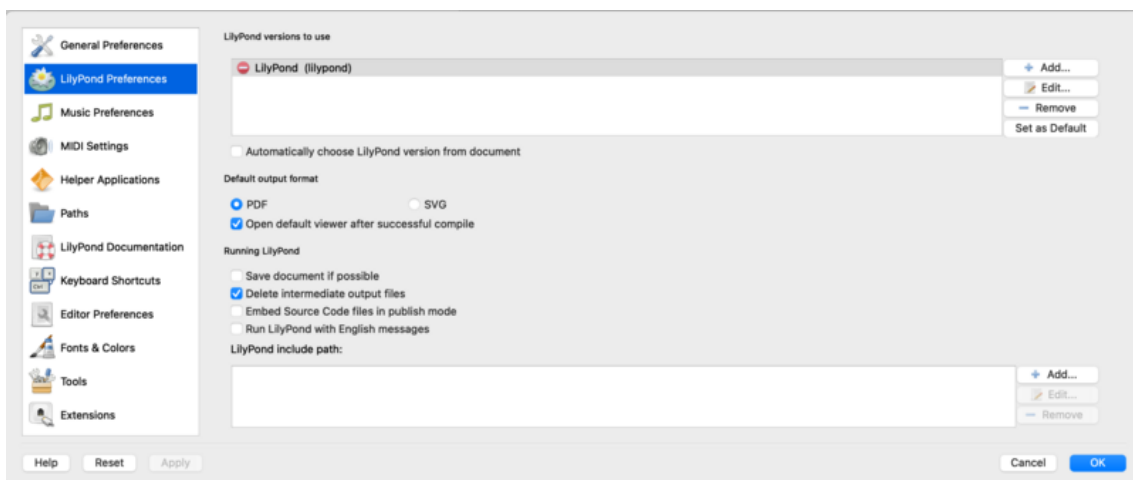 General Preferences
LilyPond Preferences
Music Preferences
MIDI Settings
Helper Applications
Paths
LilyPond Documentation
Keyboard Shortcuts
Editor Preferences
Fonts & Colors
Tools
Extensions
LilyPond versions to use
LilyPond (lilypond)
Add...
Edit...
Remove
Set as Default
Automatically choose LilyPond version from document
Default output format
PDF SVG
Open default viewer after successful compile
Running LilyPond
Save document if possible
Delete intermediate output files
Embed Source Code files in publish mode
Run LilyPond with English messages
LilyPond include path:
Add...
Edit...
Remove
Help Reset Apply Cancel OK